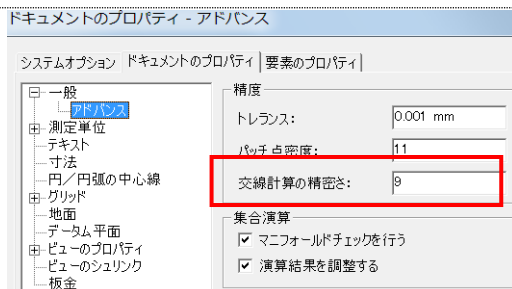 ドキュメントのプロパティ - アドバンス
システムオプション ドキュメントのプロパティ 要素のプロパティ
一般
アドバンス
測定単位
テキスト
寸法
円／円弧の中心線
グリッド
地面
データム平面
ビューのプロパティ
ビューのシュリンク
板金
精度
トレランス: 0.001 mm
パッチ点密度: 11
交線計算の精密さ: 9
集合演算
マニフォールドチェックを行う
演算結果を調整する